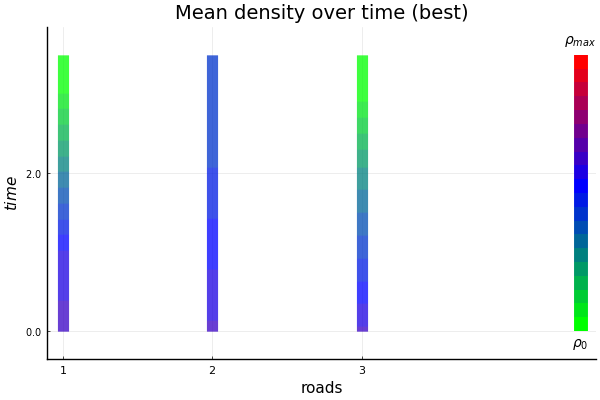 Mean density over time (best)
ρmax
2.0
time
0.0
ρ0
1 2 3
roads